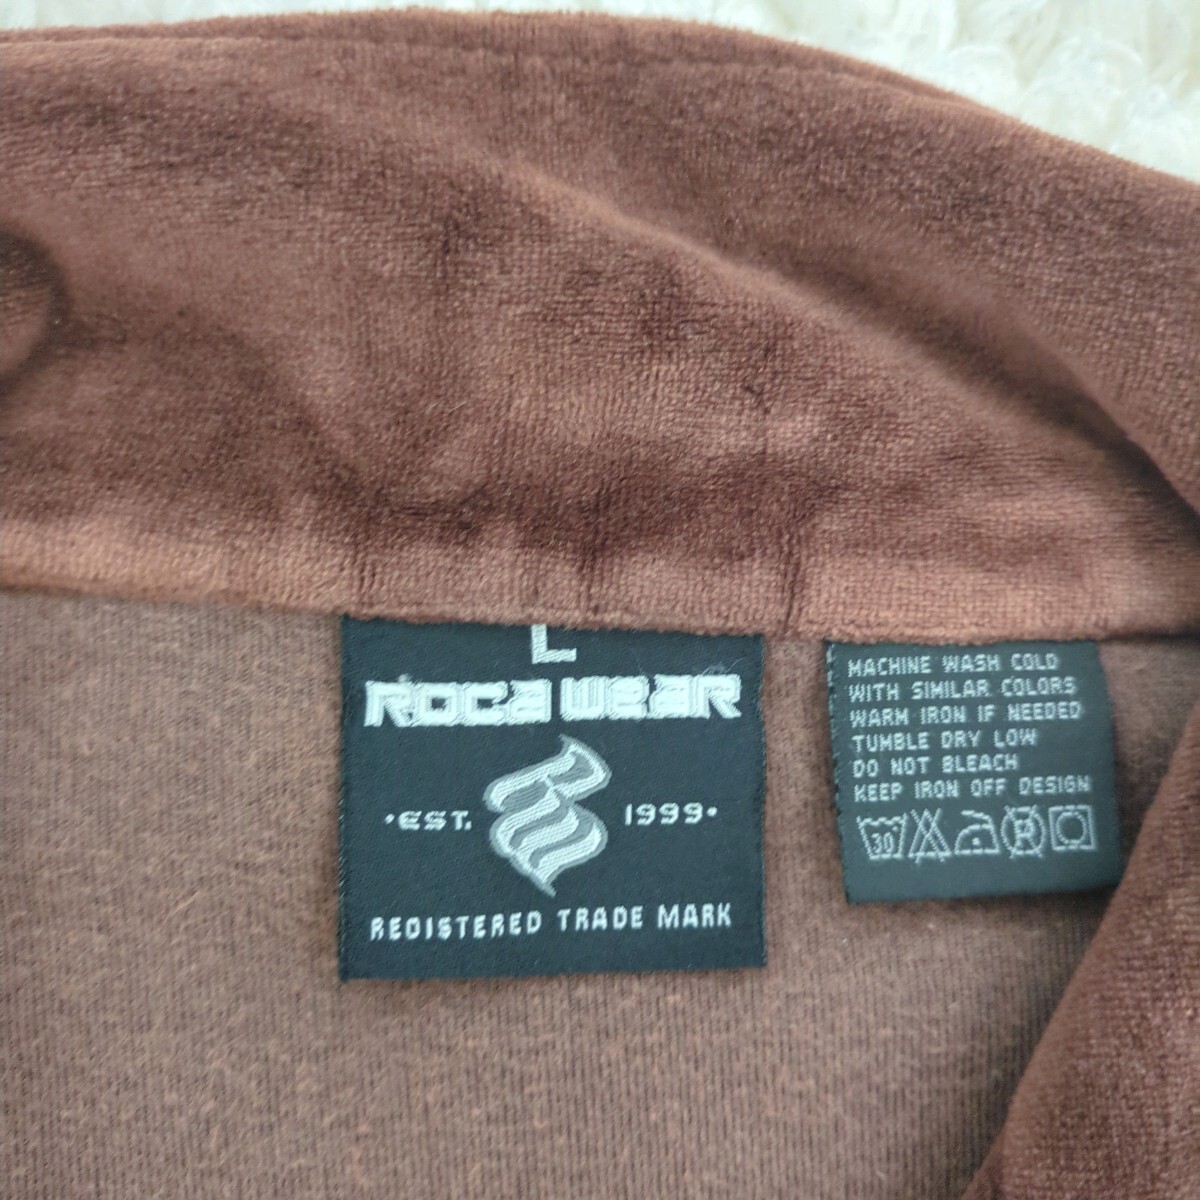 L
ROCA WEAR
·EST. 1999·
REGISTERED TRADE MARK
MACHINE WASH COLD
WITH SIMILAR COLORS
WARM IRON IF NEEDED
TUMBLE DRY LOW
DO NOT BLEACH
KEEP IRON OFF DESIGN
30° R